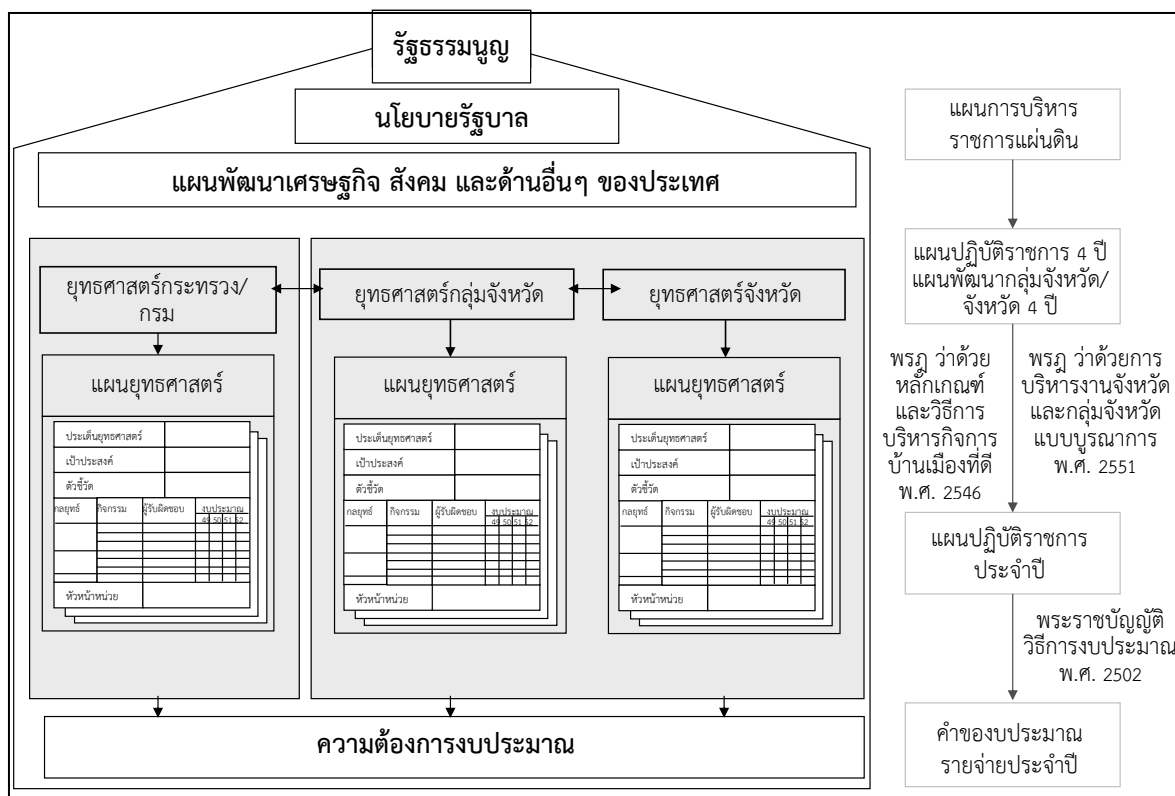 รัฐธรรมนูญ
นโยบายรัฐบาล
แผนพัฒนาเศรษฐกิจ สังคม และด้านอื่นๆ ของประเทศ
ยุทธศาสตร์กระทรวง/
กรม
ยุทธศาสตร์กลุ่มจังหวัด
ยุทธศาสตร์จังหวัด
แผนยุทธศาสตร์
ประเด็นยุทธศาสตร์
เป้าประสงค์
ตัวชี้วัด
กลยุทธ์ กิจกรรม ผู้รับผิดชอบ งบประมาณ
49 50 51 52
หัวหน้าหน่วย
แผนยุทธศาสตร์
ประเด็นยุทธศาสตร์
เป้าประสงค์
ตัวชี้วัด
กลยุทธ์ กิจกรรม ผู้รับผิดชอบ งบประมาณ
49 50 51 52
หัวหน้าหน่วย
แผนยุทธศาสตร์
ประเด็นยุทธศาสตร์
เป้าประสงค์
ตัวชี้วัด
กลยุทธ์ กิจกรรม ผู้รับผิดชอบ งบประมาณ
49 50 51 52
หัวหน้าหน่วย
ความต้องการงบประมาณ
แผนการบริหาร
ราชการแผ่นดิน
แผนปฏิบัติราชการ 4 ปี
แผนพัฒนากลุ่มจังหวัด/
จังหวัด 4 ปี
พรฎ ว่าด้วย
หลักเกณฑ์
และวิธีการ
บริหารกิจการ
บ้านเมืองที่ดี
พ.ศ. 2546
พรฎ ว่าด้วยการ
บริหารงานจังหวัด
และกลุ่มจังหวัด
แบบบูรณาการ
พ.ศ. 2551
แผนปฏิบัติราชการ
ประจำปี
พระราชบัญญัติ
วิธีการงบประมาณ
พ.ศ. 2502
คำของบประมาณ
รายจ่ายประจำปี